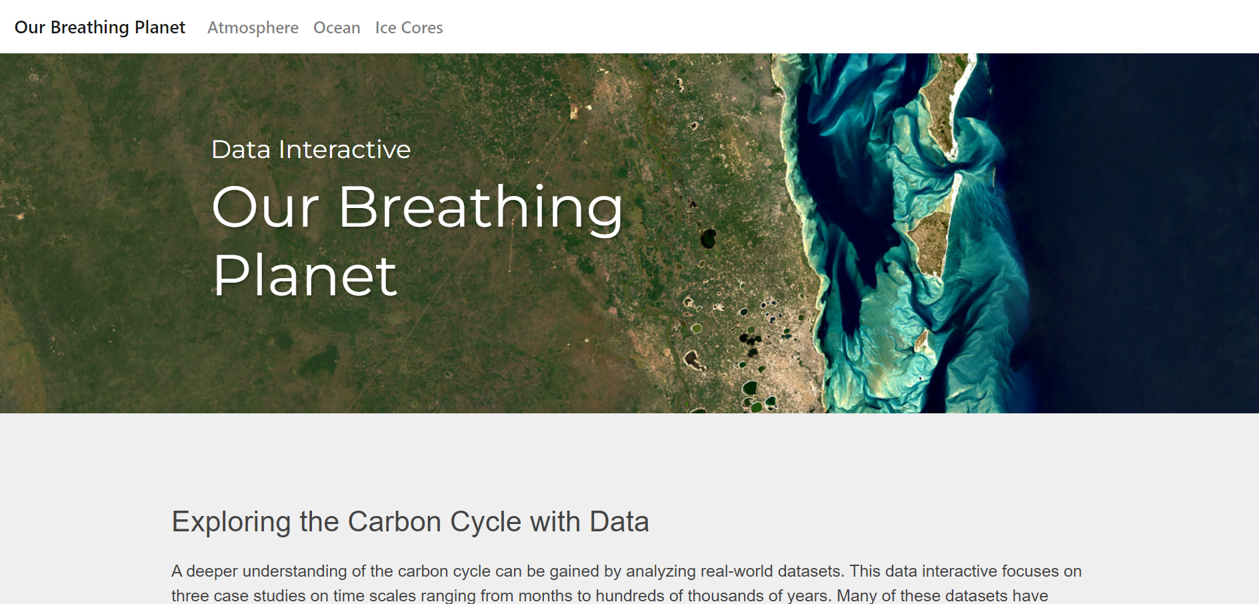 Our Breathing Planet Atmosphere Ocean Ice Cores
Data Interactive
Our Breathing
Planet
Exploring the Carbon Cycle with Data
A deeper understanding of the carbon cycle can be gained by analyzing real-world datasets. This data interactive focuses on
three case studies on time scales ranging from months to hundreds of thousands of years. Many of these datasets have